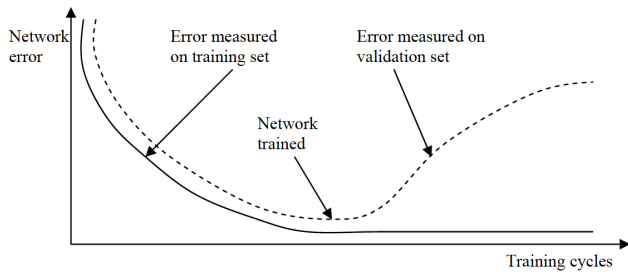 Network
error
Error measured
on training set
Error measured on
validation set
Network
trained
Training cycles